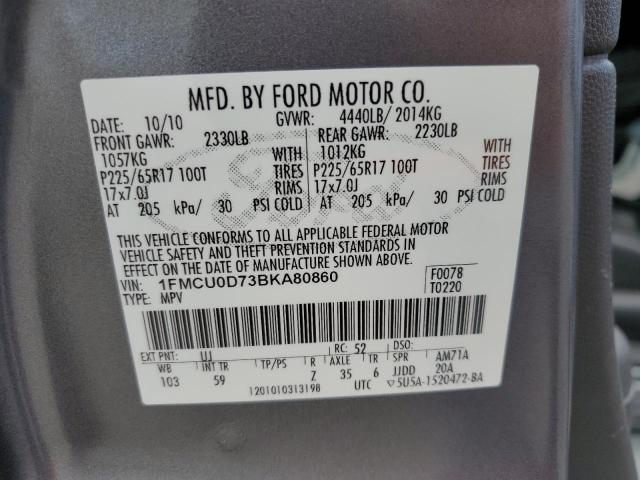 MFD. BY FORD MOTOR CO.
DATE: 10/10 GVWR: 4440LB/ 2014KG
FRONT GAWR: 2330LB REAR GAWR: 2230LB
1057KG WITH 1012KG WITH
P225/65R17 100T TIRES P225/65R17 100T TIRES
17x7.0J RIMS 17x7.0J RIMS
AT 205 kPa/ 30 PSI COLD AT 205 kPa/ 30 PSI COLD
Ford
THIS VEHICLE CONFORMS TO ALL APPLICABLE FEDERAL MOTOR
VEHICLE SAFETY AND THEFT PREVENTION STANDARDS IN
EFFECT ON THE DATE OF MANUFACTURE SHOWN ABOVE.
VIN: 1FMCU0D73BKA80860 F0078
TYPE: MPV T0220
EXT PNT: UJ RC: 52 DSO:
WB INT TR TP/PS R AXLE TR SPR AM71A
103 59 Z 35 6 JJDD 20A
1201010313198 UTC ▽5U5A-1520472-BA